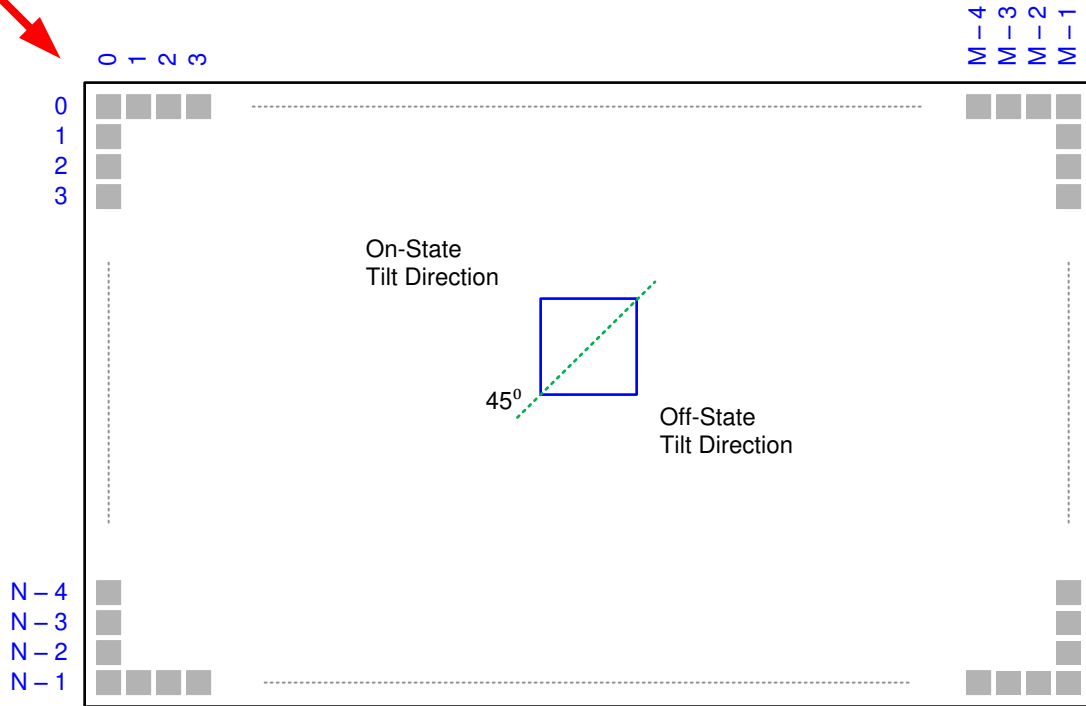 0
1
2
3
M – 4
M – 3
M – 2
M – 1
0
1
2
3
On-State
Tilt Direction
45⁰
Off-State
Tilt Direction
N – 4
N – 3
N – 2
N – 1